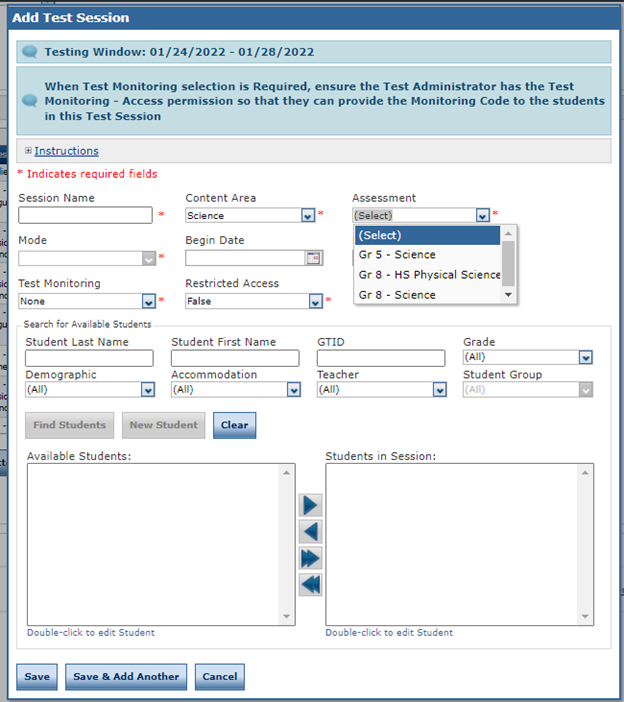 Add Test Session
Testing Window: 01/24/2022 - 01/28/2022
When Test Monitoring selection is Required, ensure the Test Administrator has the Test
Monitoring - Access permission so that they can provide the Monitoring Code to the students
in this Test Session
Instructions
* Indicates required fields
Session Name Content Area Assessment
* Science * (Select) *
(Select)
Mode Begin Date
* Gr 5 - Science
Gr 8 - HS Physical Science
Test Monitoring Restricted Access
None * False * Gr 8 - Science
Search for Available Students
Student Last Name Student First Name GTID Grade
(All)
Demographic Accommodation Teacher Student Group
(All) (All) (All) (All)
Find Students New Student Clear
Available Students: Students in Session:
Double-click to edit Student Double-click to edit Student
Save Save & Add Another Cancel